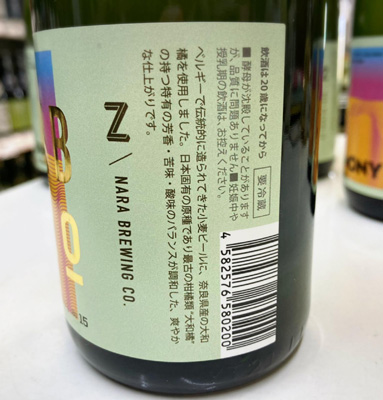 飲酒は20歳になってから
要冷蔵
■酵母が沈殿していることがあります
が、品質に問題ありません■妊娠中や
授乳期の飲酒は、お控えください。
ベルギーで伝統的に造られてきた小麦ビールに、奈良県産の大和
橘を使用しました。日本固有の原種であり最古の柑橘類“大和橘”
の持つ特有の芳香・苦味・酸味のバランスが調和した、爽やか
な仕上がりです。
NARA BREWING CO.
4 582576 580200
B
15
ONY